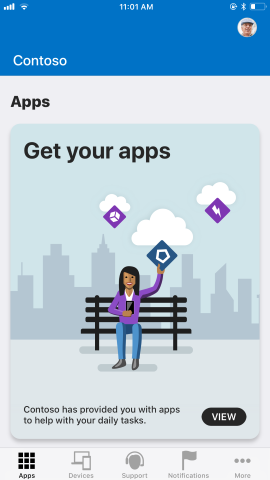 11:01 AM
Contoso
Apps
Get your apps
Contoso has provided you with apps
to help with your daily tasks.
VIEW
Apps
Devices
Support
Notifications
More